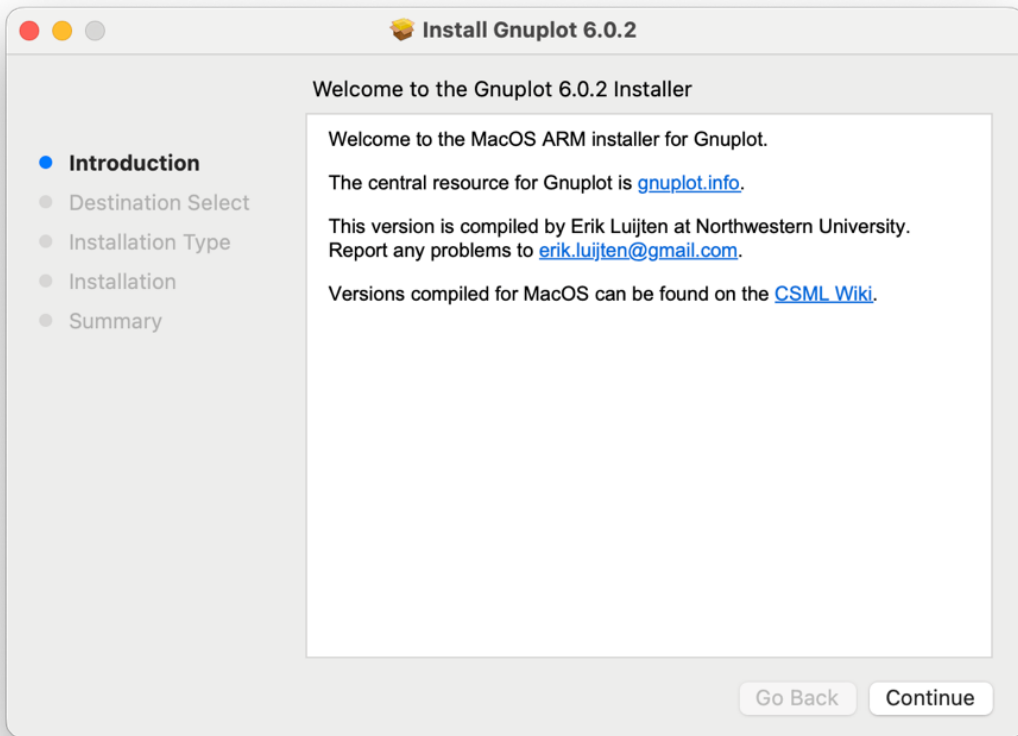 Install Gnuplot 6.0.2
Welcome to the Gnuplot 6.0.2 Installer
Introduction
Destination Select
Installation Type
Installation
Summary
Welcome to the MacOS ARM installer for Gnuplot.
The central resource for Gnuplot is gnuplot.info.
This version is compiled by Erik Luijten at Northwestern University.
Report any problems to erik.luijten@gmail.com.
Versions compiled for MacOS can be found on the CSML Wiki.
Go Back
Continue